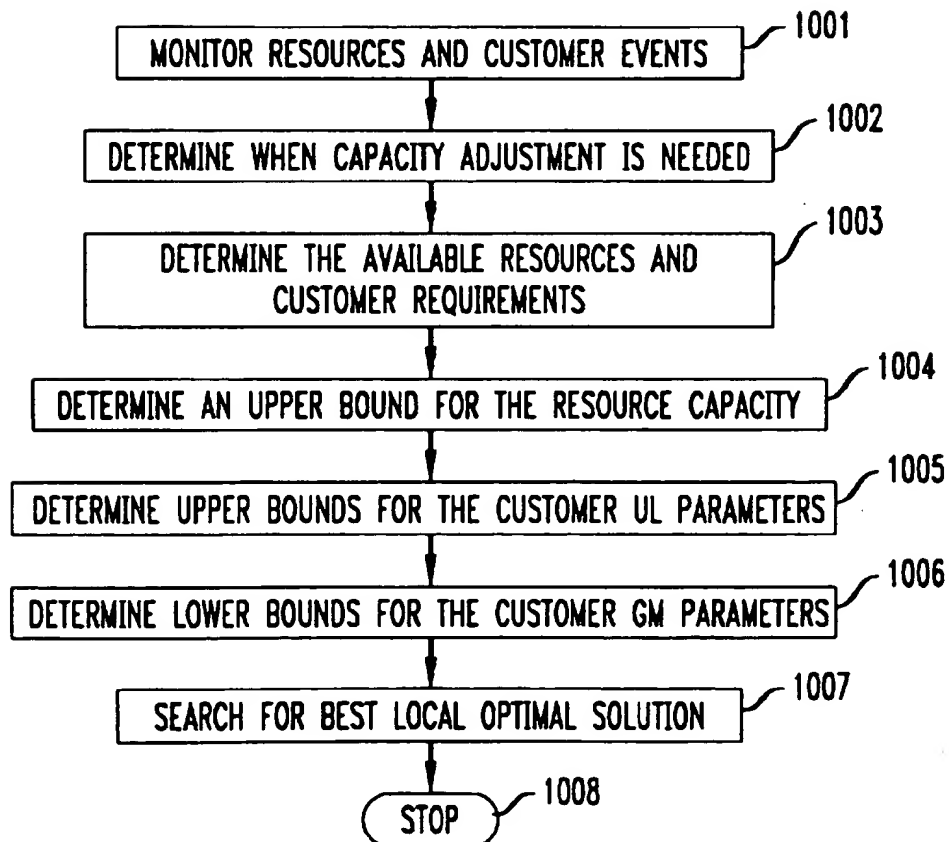 1001
MONITOR RESOURCES AND CUSTOMER EVENTS
1002
DETERMINE WHEN CAPACITY ADJUSTMENT IS NEEDED
1003
DETERMINE THE AVAILABLE RESOURCES AND
CUSTOMER REQUIREMENTS
1004
DETERMINE AN UPPER BOUND FOR THE RESOURCE CAPACITY
1005
DETERMINE UPPER BOUNDS FOR THE CUSTOMER UL PARAMETERS
1006
DETERMINE LOWER BOUNDS FOR THE CUSTOMER GM PARAMETERS
1007
SEARCH FOR BEST LOCAL OPTIMAL SOLUTION
1008
STOP